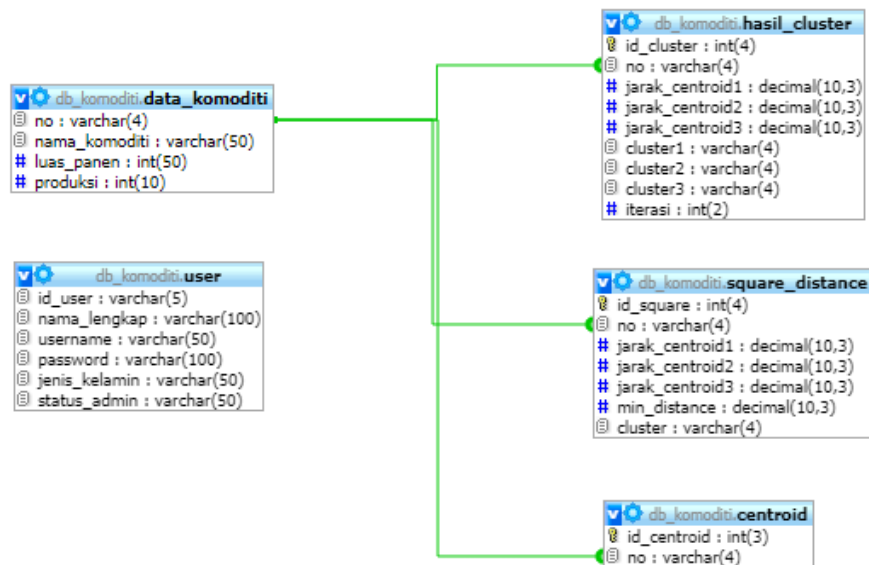 db_komoditi.data_komoditi
no : varchar(4)
nama_komoditi : varchar(50)
# luas_panen : int(50)
# produksi : int(10)
db_komoditi.user
id_user : varchar(5)
nama_lengkap : varchar(100)
username : varchar(50)
password : varchar(100)
jenis_kelamin : varchar(50)
status_admin : varchar(50)
db_komoditi.hasil_cluster
id_cluster : int(4)
no : varchar(4)
# jarak_centroid1 : decimal(10,3)
# jarak_centroid2 : decimal(10,3)
# jarak_centroid3 : decimal(10,3)
cluster1 : varchar(4)
cluster2 : varchar(4)
cluster3 : varchar(4)
# iterasi : int(2)
db_komoditi.square_distance
id_square : int(4)
no : varchar(4)
# jarak_centroid1 : decimal(10,3)
# jarak_centroid2 : decimal(10,3)
# jarak_centroid3 : decimal(10,3)
# min_distance : decimal(10,3)
cluster : varchar(4)
db_komoditi.centroid
id_centroid : int(3)
no : varchar(4)